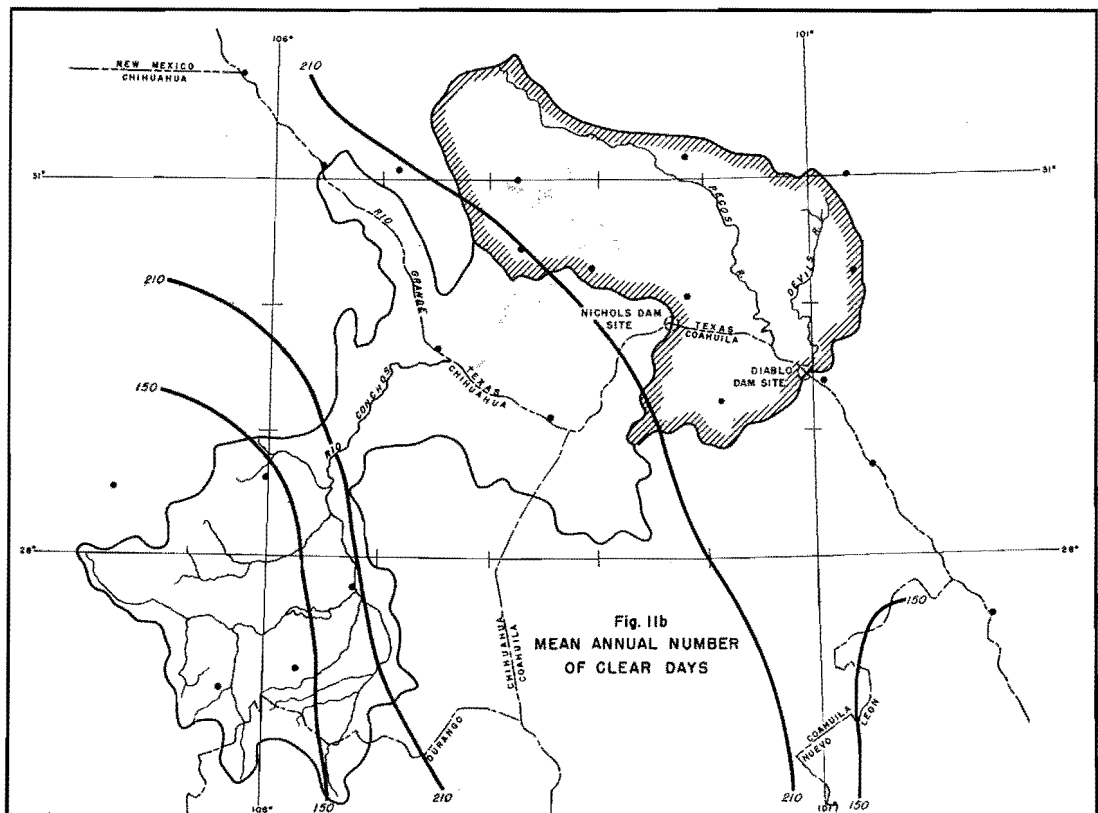 106°
101°
210
NEW MEXICO
CHIHUAHUA
31°
31°
RIO
GRANDE
PECOS
R.
DEVILS R.
210
NICHOLS DAM
SITE
TEXAS
COAHUILA
DIABLO
DAM SITE
TEXAS
CHIHUAHUA
CONCHOS
RIO
150
28°
28°
Fig. 11b
MEAN ANNUAL NUMBER
OF CLEAR DAYS
150
CHIHUAHUA
COAHUILA
DURANGO
COAHUILA
NUEVO LEON
106°
150
210
210
101°
150